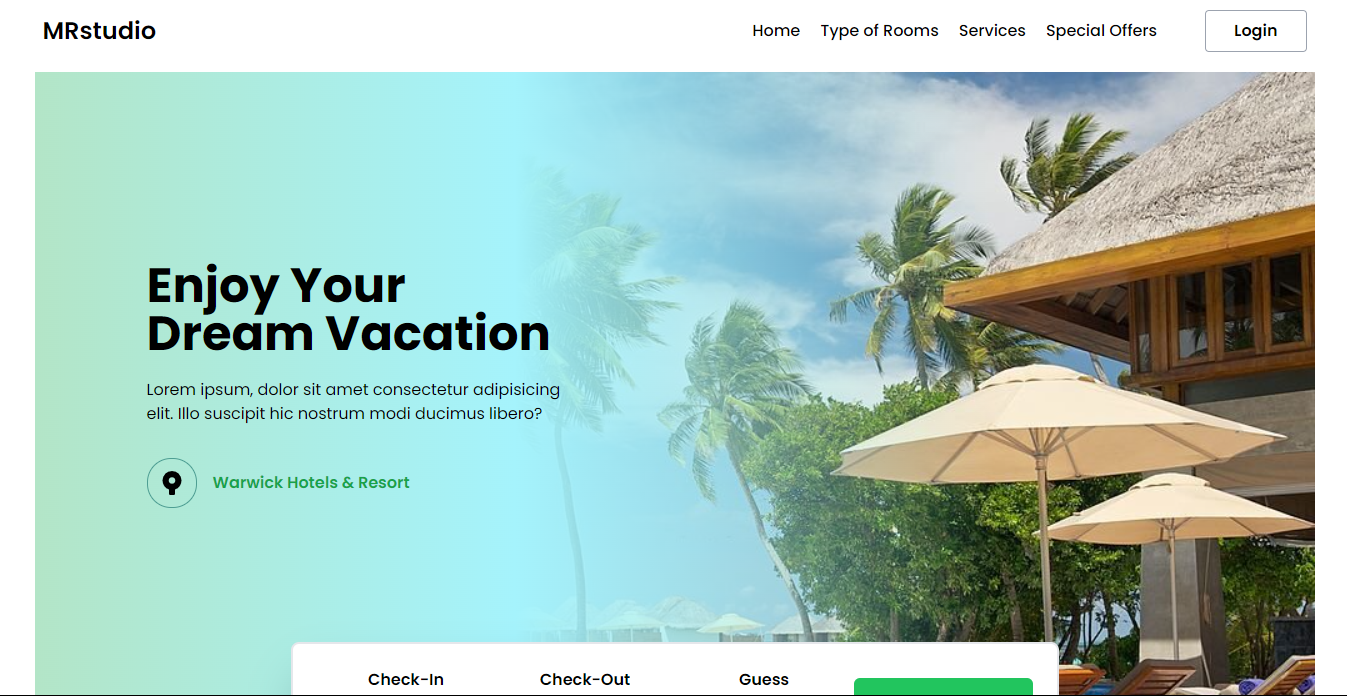 MRstudio
Home Type of Rooms Services Special Offers Login
Enjoy Your
Dream Vacation
Lorem ipsum, dolor sit amet consectetur adipisicing
elit. Illo suscipit hic nostrum modi ducimus libero?
Warwick Hotels & Resort
Check-In Check-Out Guess